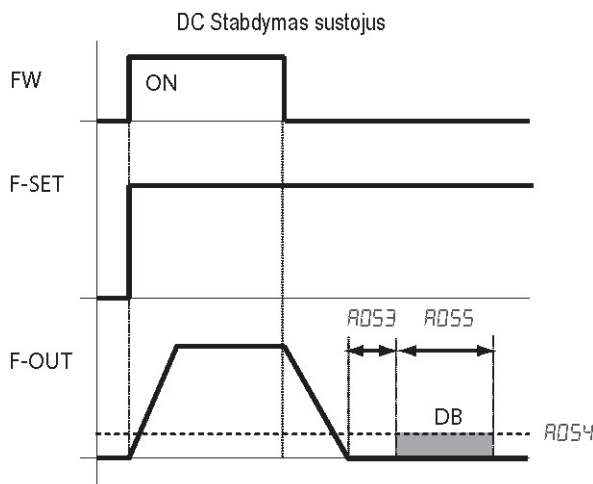 DC Stabdymas sustojus
FW
ON
F-SET
A053 A055
F-OUT
DB
A054